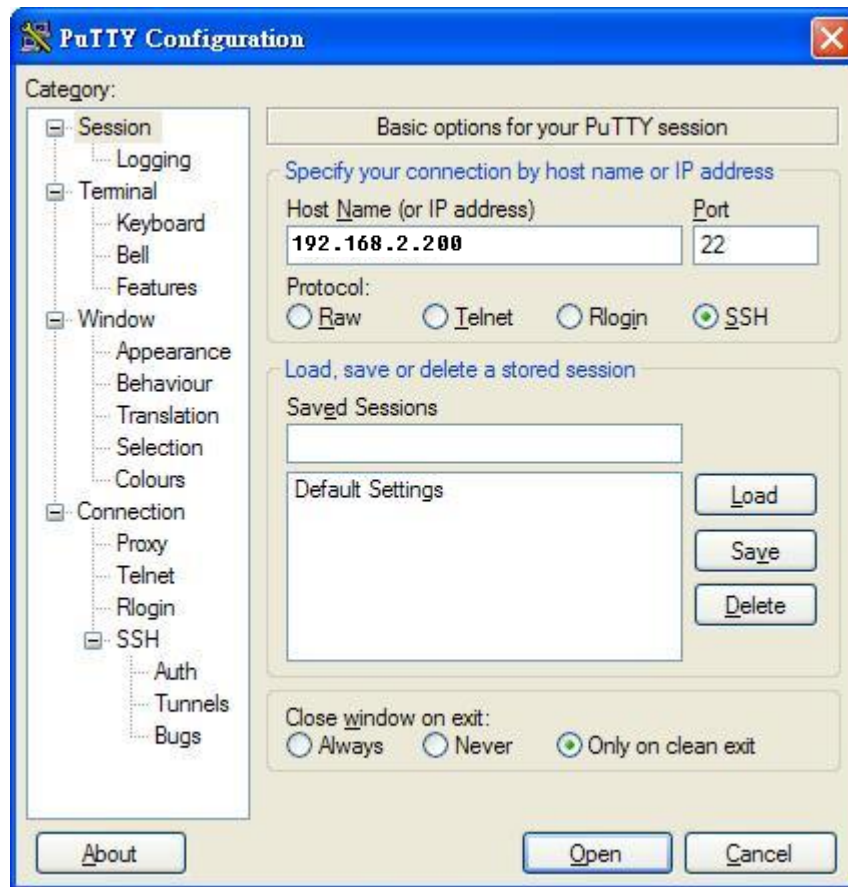 PuTTY Configuration
Category:
Session
Logging
Terminal
Keyboard
Bell
Features
Window
Appearance
Behaviour
Translation
Selection
Colours
Connection
Proxy
Telnet
Rlogin
SSH
Auth
Tunnels
Bugs
Basic options for your PuTTY session
Specify your connection by host name or IP address
Host Name (or IP address) Port
192.168.2.200 22
Protocol:
Raw Telnet Rlogin SSH
Load, save or delete a stored session
Saved Sessions
Default Settings
Load
Save
Delete
Close window on exit:
Always Never Only on clean exit
About Open Cancel